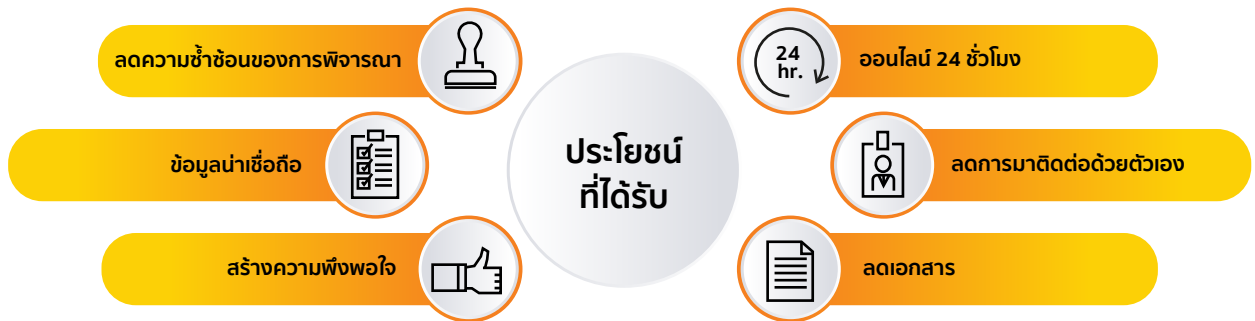 ลดความซ้ำซ้อนของการพิจารณา
ข้อมูลน่าเชื่อถือ
สร้างความพึงพอใจ
ประโยชน์
ที่ได้รับ
24
hr.
ออนไลน์ 24 ชั่วโมง
ลดการมาติดต่อด้วยตัวเอง
ลดเอกสาร